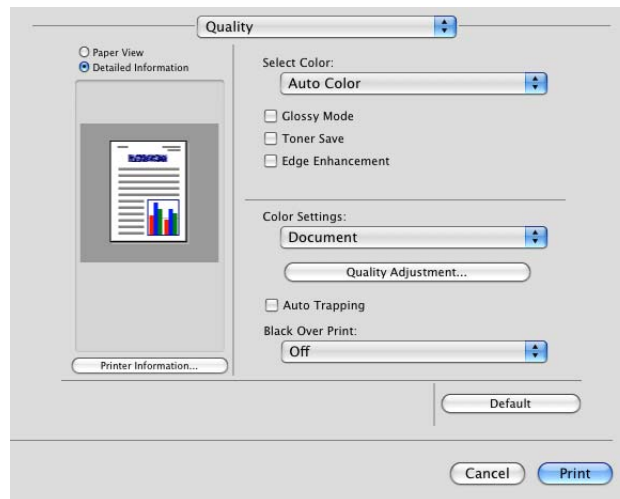 Quality
Paper View
Detailed Information
Printer Information...
Select Color:
Auto Color
Glossy Mode
Toner Save
Edge Enhancement
Color Settings:
Document
Quality Adjustment...
Auto Trapping
Black Over Print:
Off
Default
Cancel
Print